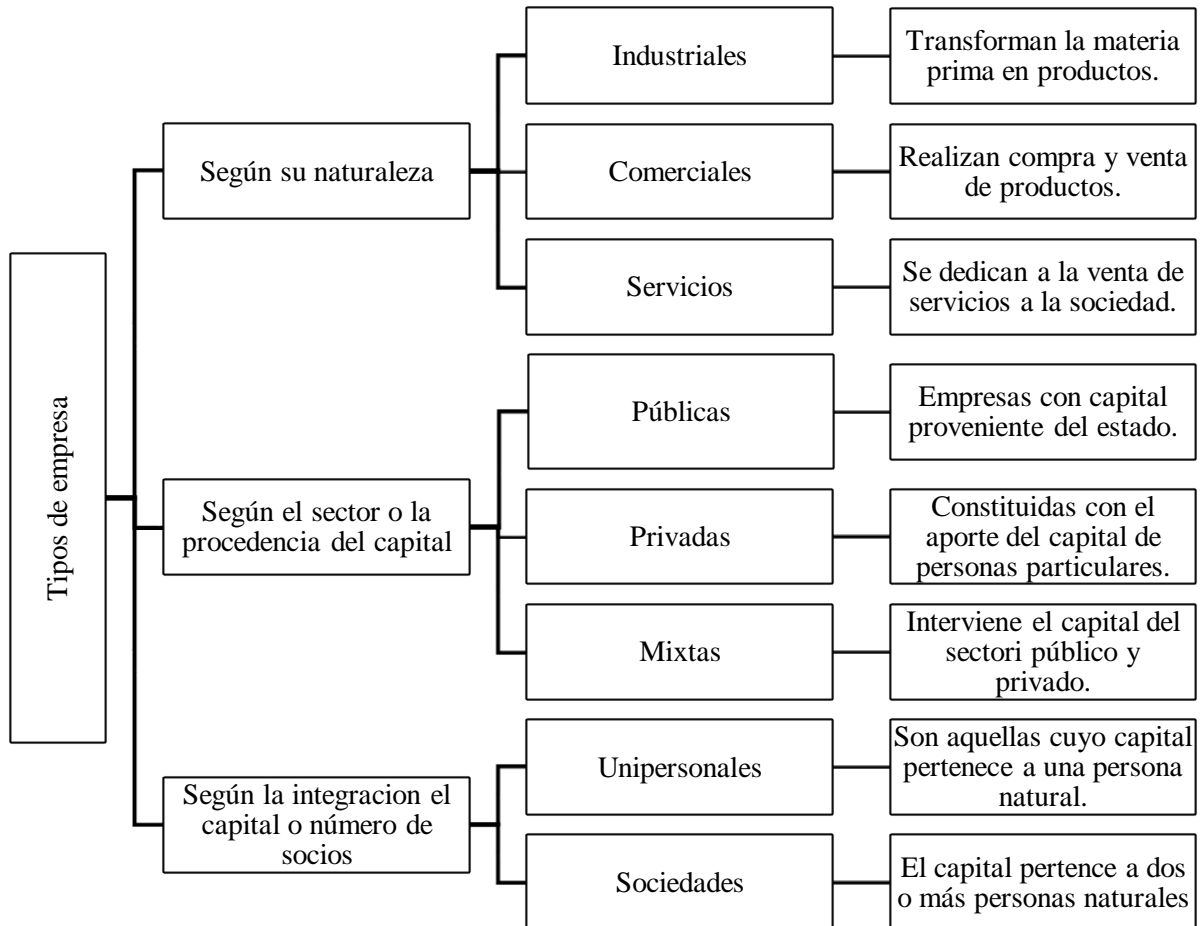 Tipos de empresa
Según su naturaleza
Industriales
Transforman la materia
prima en productos.
Comerciales
Realizan compra y venta
de productos.
Servicios
Se dedican a la venta de
servicios a la sociedad.
Según el sector o la
procedencia del capital
Públicas
Empresas con capital
proveniente del estado.
Privadas
Constituidas con el
aporte del capital de
personas particulares.
Mixtas
Interviene el capital del
sectori público y
privado.
Según la integracion el
capital o número de
socios
Unipersonales
Son aquellas cuyo capital
pertenece a una persona
natural.
Sociedades
El capital pertence a dos
o más personas naturales